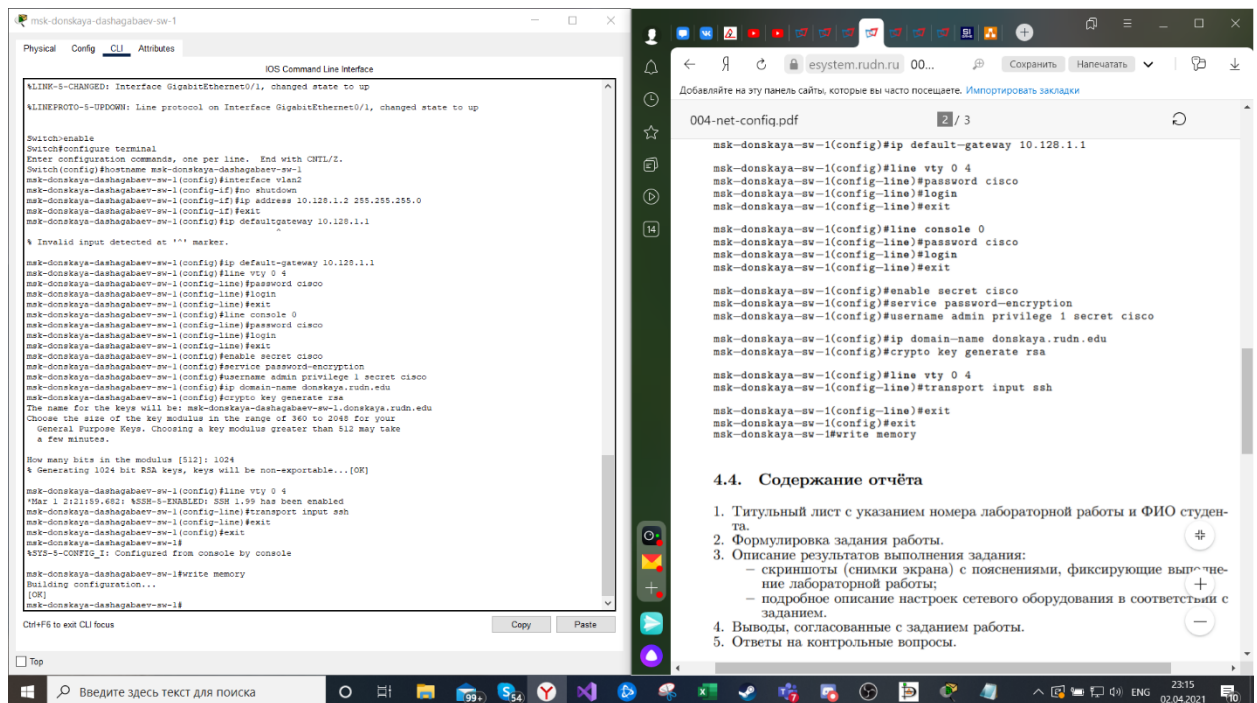 msk-donskaya-dashagabaev-sw-1
Physical Config CLI Attributes
IOS Command Line Interface
%LINK-5-CHANGED: Interface GigabitEthernet0/1, changed state to up
%LINEPROTO-5-UPDOWN: Line protocol on Interface GigabitEthernet0/1, changed state to up
Switch>enable
Switch#configure terminal
Enter configuration commands, one per line. End with CNTL/Z.
Switch(config)#hostname msk-donskaya-dashagabaev-sw-1
msk-donskaya-dashagabaev-sw-1(config)#interface vlan2
msk-donskaya-dashagabaev-sw-1(config-if)#no shutdown
msk-donskaya-dashagabaev-sw-1(config-if)#ip address 10.128.1.2 255.255.255.0
msk-donskaya-dashagabaev-sw-1(config-if)#exit
msk-donskaya-dashagabaev-sw-1(config)#ip defaultgateway 10.128.1.1
^
% Invalid input detected at '^' marker.
msk-donskaya-dashagabaev-sw-1(config)#ip default-gateway 10.128.1.1
msk-donskaya-dashagabaev-sw-1(config)#line vty 0 4
msk-donskaya-dashagabaev-sw-1(config-line)#password cisco
msk-donskaya-dashagabaev-sw-1(config-line)#login
msk-donskaya-dashagabaev-sw-1(config-line)#exit
msk-donskaya-dashagabaev-sw-1(config)#line console 0
msk-donskaya-dashagabaev-sw-1(config-line)#password cisco
msk-donskaya-dashagabaev-sw-1(config-line)#login
msk-donskaya-dashagabaev-sw-1(config-line)#exit
msk-donskaya-dashagabaev-sw-1(config)#enable secret cisco
msk-donskaya-dashagabaev-sw-1(config)#service password-encryption
msk-donskaya-dashagabaev-sw-1(config)#username admin privilege 1 secret cisco
msk-donskaya-dashagabaev-sw-1(config)#ip domain-name donskaya.rudn.edu
msk-donskaya-dashagabaev-sw-1(config)#crypto key generate rsa
The name for the keys will be: msk-donskaya-dashagabaev-sw-1.donskaya.rudn.edu
Choose the size of the key modulus in the range of 360 to 2048 for your
General Purpose Keys. Choosing a key modulus greater than 512 may take
a few minutes.
How many bits in the modulus [512]: 1024
% Generating 1024 bit RSA keys, keys will be non-exportable...[OK]
msk-donskaya-dashagabaev-sw-1(config)#line vty 0 4
*Mar 1 2:21:59.682: %SSH-5-ENABLED: SSH 1.99 has been enabled
msk-donskaya-dashagabaev-sw-1(config-line)#transport input ssh
msk-donskaya-dashagabaev-sw-1(config-line)#exit
msk-donskaya-dashagabaev-sw-1(config)#exit
msk-donskaya-dashagabaev-sw-1#
%SYS-5-CONFIG_I: Configured from console by console
msk-donskaya-dashagabaev-sw-1#write memory
Building configuration...
[OK]
msk-donskaya-dashagabaev-sw-1#
Ctrl+F6 to exit CLI focus
Copy Paste
Top
esystem.rudn.ru 00... Сохранить Напечатать
Добавляйте на эту панель сайты, которые вы часто посещаете. Импортировать закладки
14
004-net-config.pdf 2 / 3
msk—donskaya—sw—1(config)#ip default—gateway 10.128.1.1
msk—donskaya—sw—1(config)#line vty 0 4
msk—donskaya—sw—1(config—line)#password cisco
msk—donskaya—sw—1(config—line)#login
msk—donskaya—sw—1(config—line)#exit
msk—donskaya—sw—1(config)#line console 0
msk—donskaya—sw—1(config—line)#password cisco
msk—donskaya—sw—1(config—line)#login
msk—donskaya—sw—1(config—line)#exit
msk—donskaya—sw—1(config)#enable secret cisco
msk—donskaya—sw—1(config)#service password—encryption
msk—donskaya—sw—1(config)#username admin privilege 1 secret cisco
msk—donskaya—sw—1(config)#ip domain—name donskaya.rudn.edu
msk—donskaya—sw—1(config)#crypto key generate rsa
msk—donskaya—sw—1(config)#line vty 0 4
msk—donskaya—sw—1(config—line)#transport input ssh
msk—donskaya—sw—1(config—line)#exit
msk—donskaya—sw—1(config)#exit
msk—donskaya—sw—1#write memory
4.4. Содержание отчёта
1. Титульный лист с указанием номера лабораторной работы и ФИО студен-
та.
2. Формулировка задания работы.
3. Описание результатов выполнения задания:
– скриншоты (снимки экрана) с пояснениями, фиксирующие выполне-
ние лабораторной работы;
– подробное описание настроек сетевого оборудования в соответствии с
заданием.
4. Выводы, согласованные с заданием работы.
5. Ответы на контрольные вопросы.
Введите здесь текст для поиска
99+ 54 7 ENG 23:15
02.04.2021 10